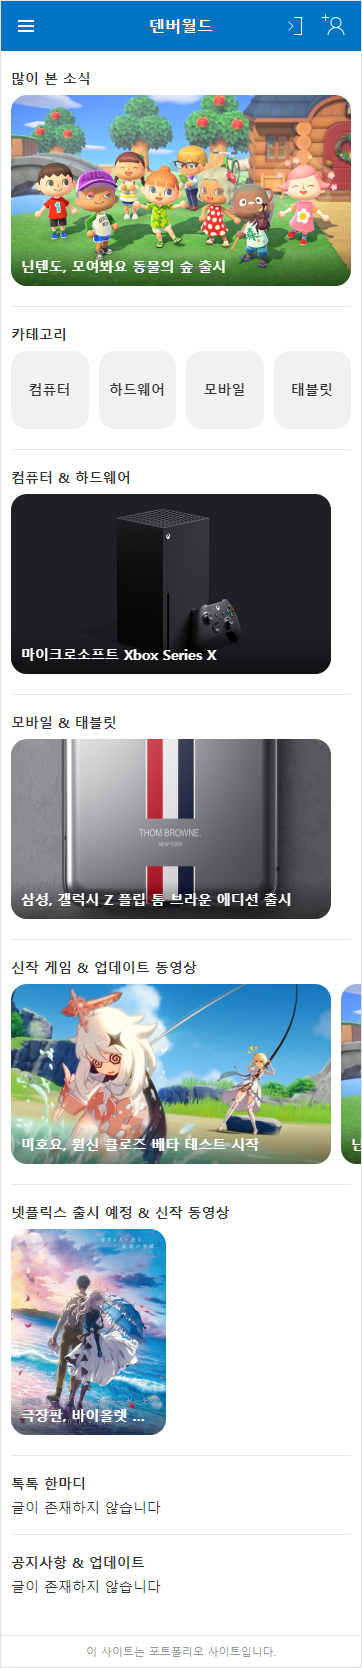 덴버월드
많이 본 소식
닌텐도, 모여봐요 동물의 숲 출시
카테고리
컴퓨터
하드웨어
모바일
태블릿
컴퓨터 & 하드웨어
마이크로소프트 Xbox Series X
모바일 & 태블릿
THOM BROWNE.
NEW YORK
삼성, 갤럭시 Z 플립 톰 브라운 에디션 출시
신작 게임 & 업데이트 동영상
미호요, 원신 클로즈 베타 테스트 시작
넷플릭스 출시 예정 & 신작 동영상
극장판, 바이올렛 ...
톡톡 한마디
글이 존재하지 않습니다
공지사항 & 업데이트
글이 존재하지 않습니다
이 사이트는 포트폴리오 사이트입니다.